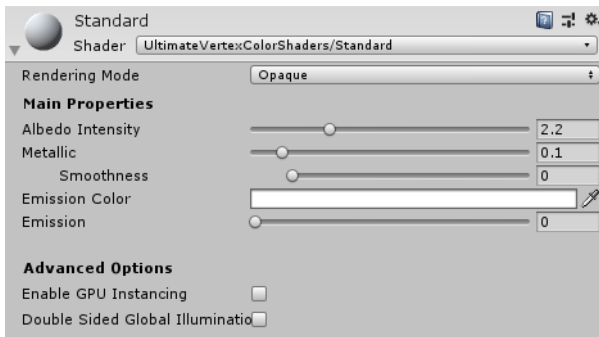 Standard
Shader UltimateVertexColorShaders/Standard
Rendering Mode Opaque
Main Properties
Albedo Intensity 2.2
Metallic 0.1
Smoothness 0
Emission Color
Emission 0
Advanced Options
Enable GPU Instancing
Double Sided Global Illuminatio